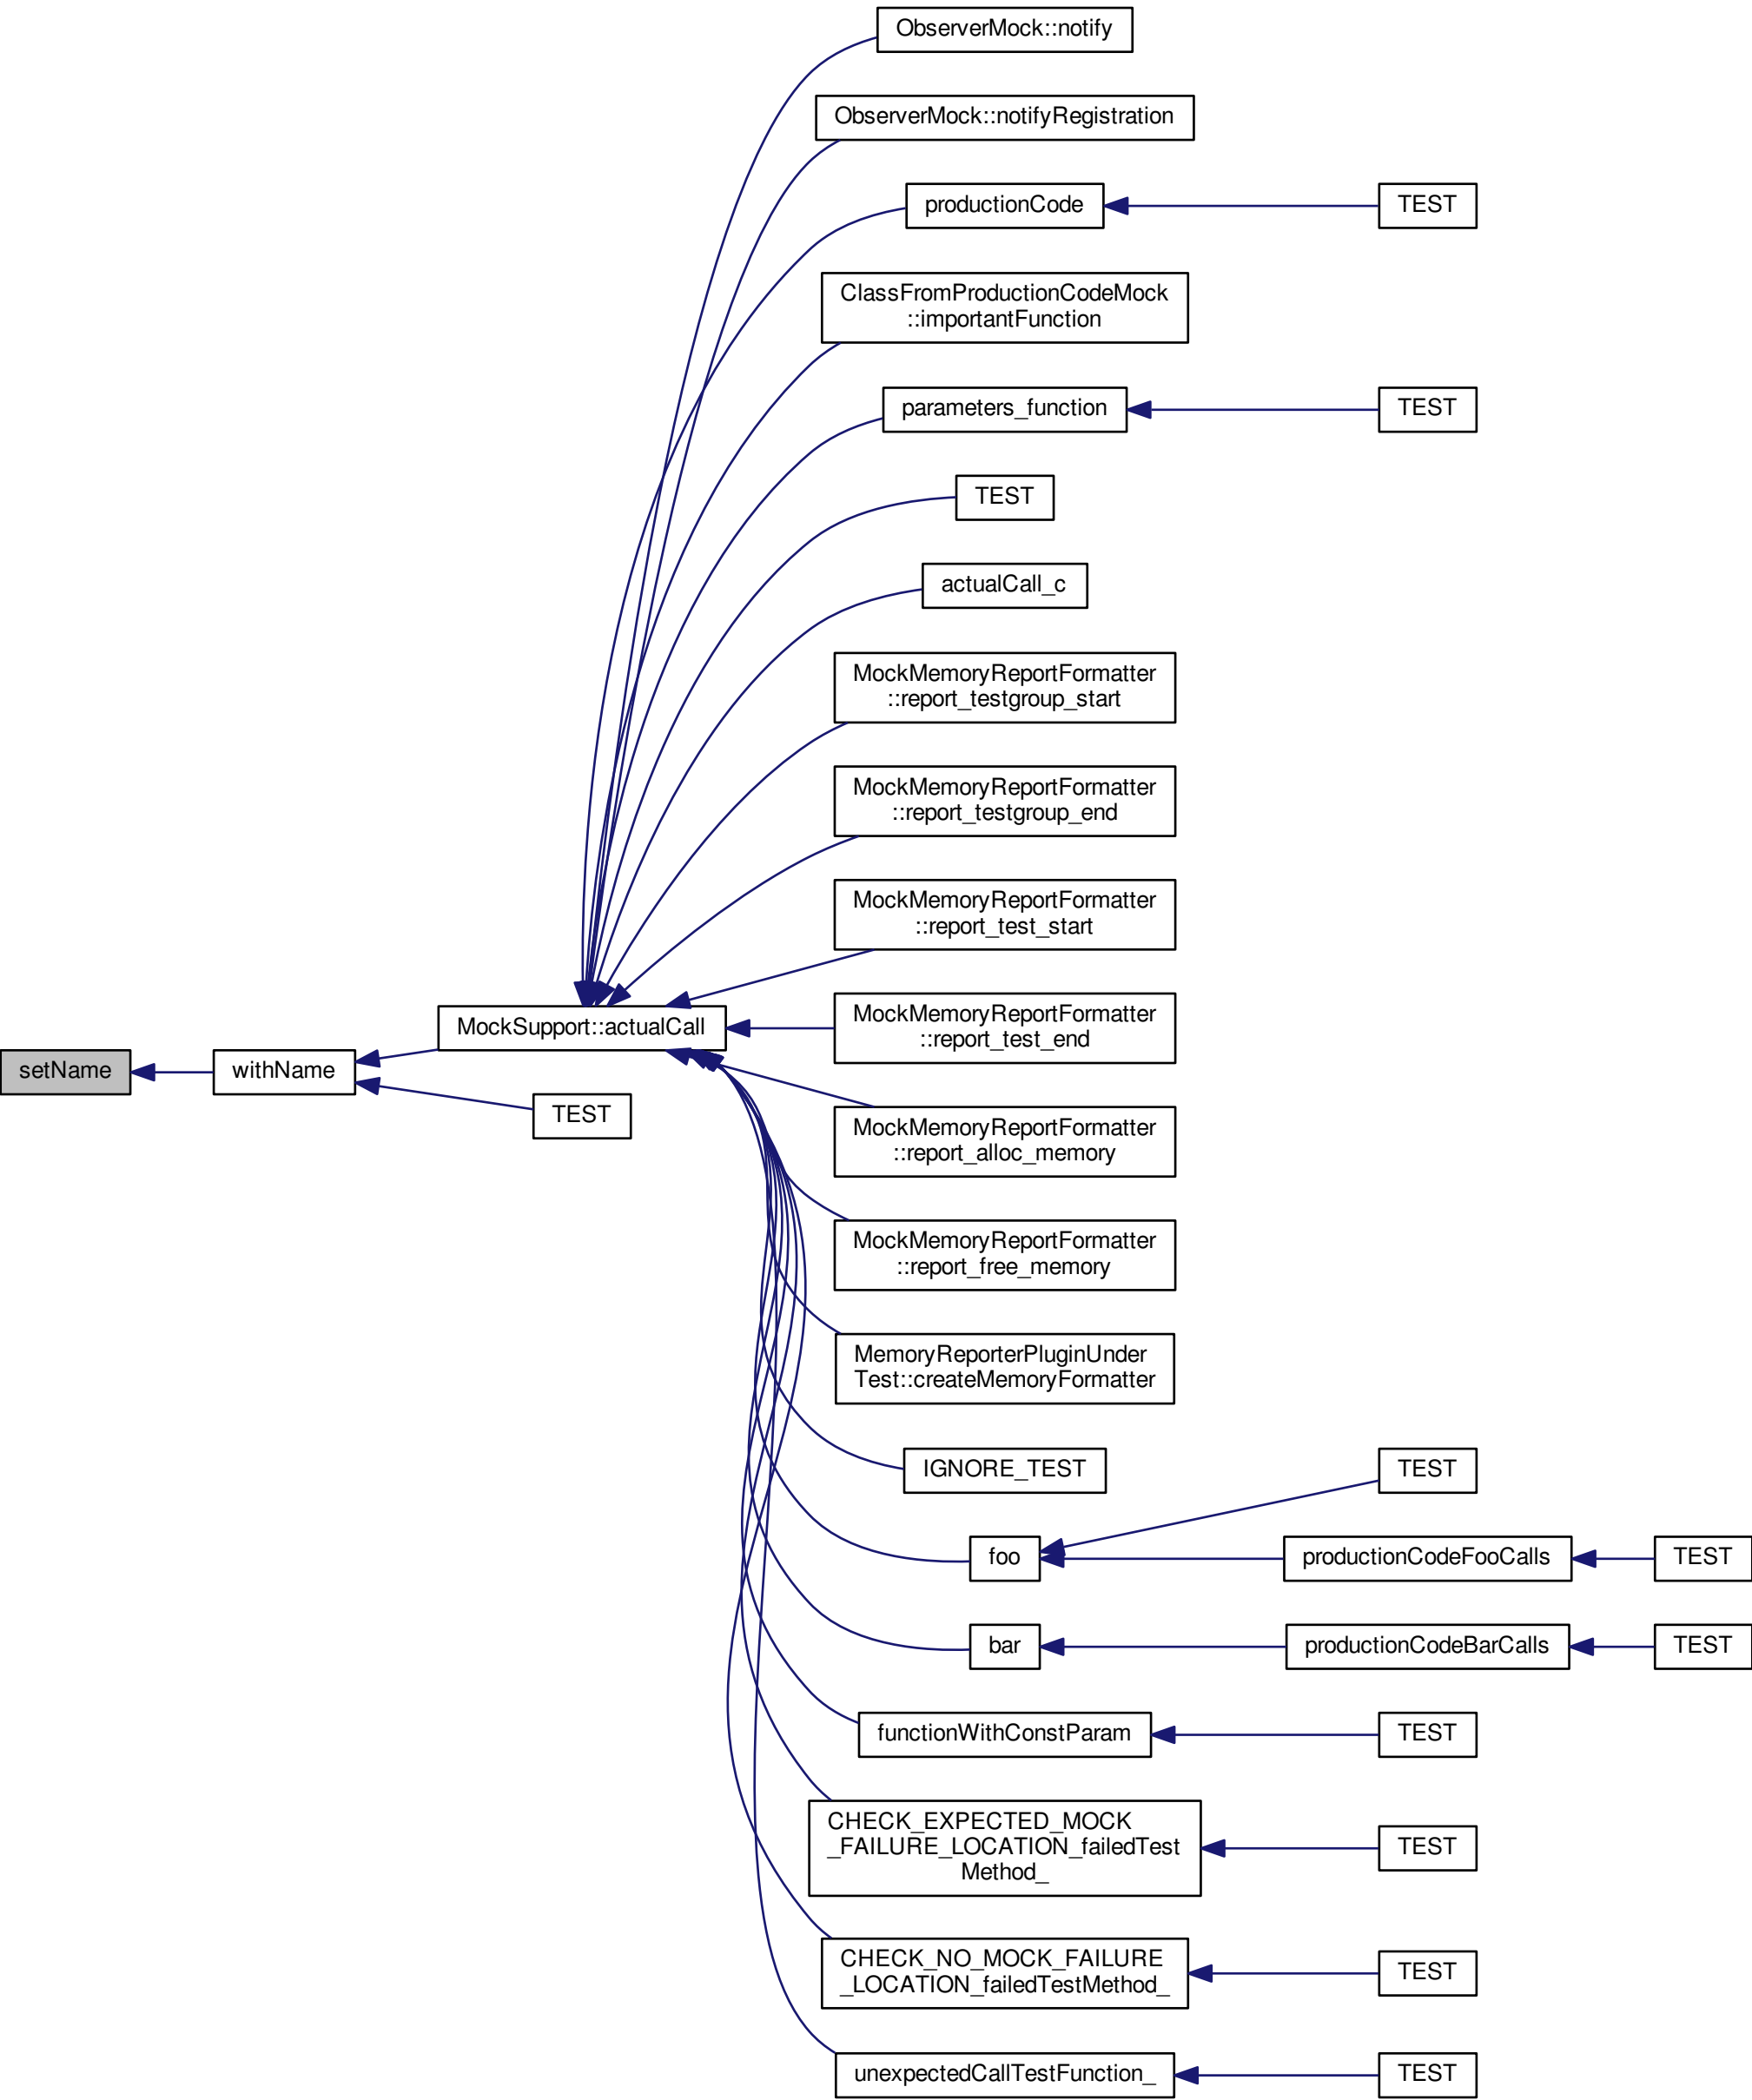 ObserverMock::notify
ObserverMock::notifyRegistration
productionCode
TEST
ClassFromProductionCodeMock
::importantFunction
parameters_function
TEST
TEST
actualCall_c
MockMemoryReportFormatter
::report_testgroup_start
MockMemoryReportFormatter
::report_testgroup_end
MockMemoryReportFormatter
::report_test_start
MockSupport::actualCall
MockMemoryReportFormatter
::report_test_end
setName
withName
TEST
MockMemoryReportFormatter
::report_alloc_memory
MockMemoryReportFormatter
::report_free_memory
MemoryReporterPluginUnder
Test::createMemoryFormatter
IGNORE_TEST
TEST
foo
productionCodeFooCalls
TEST
bar
productionCodeBarCalls
TEST
functionWithConstParam
TEST
CHECK_EXPECTED_MOCK
_FAILURE_LOCATION_failedTest
Method_
TEST
CHECK_NO_MOCK_FAILURE
_LOCATION_failedTestMethod_
TEST
unexpectedCallTestFunction_
TEST